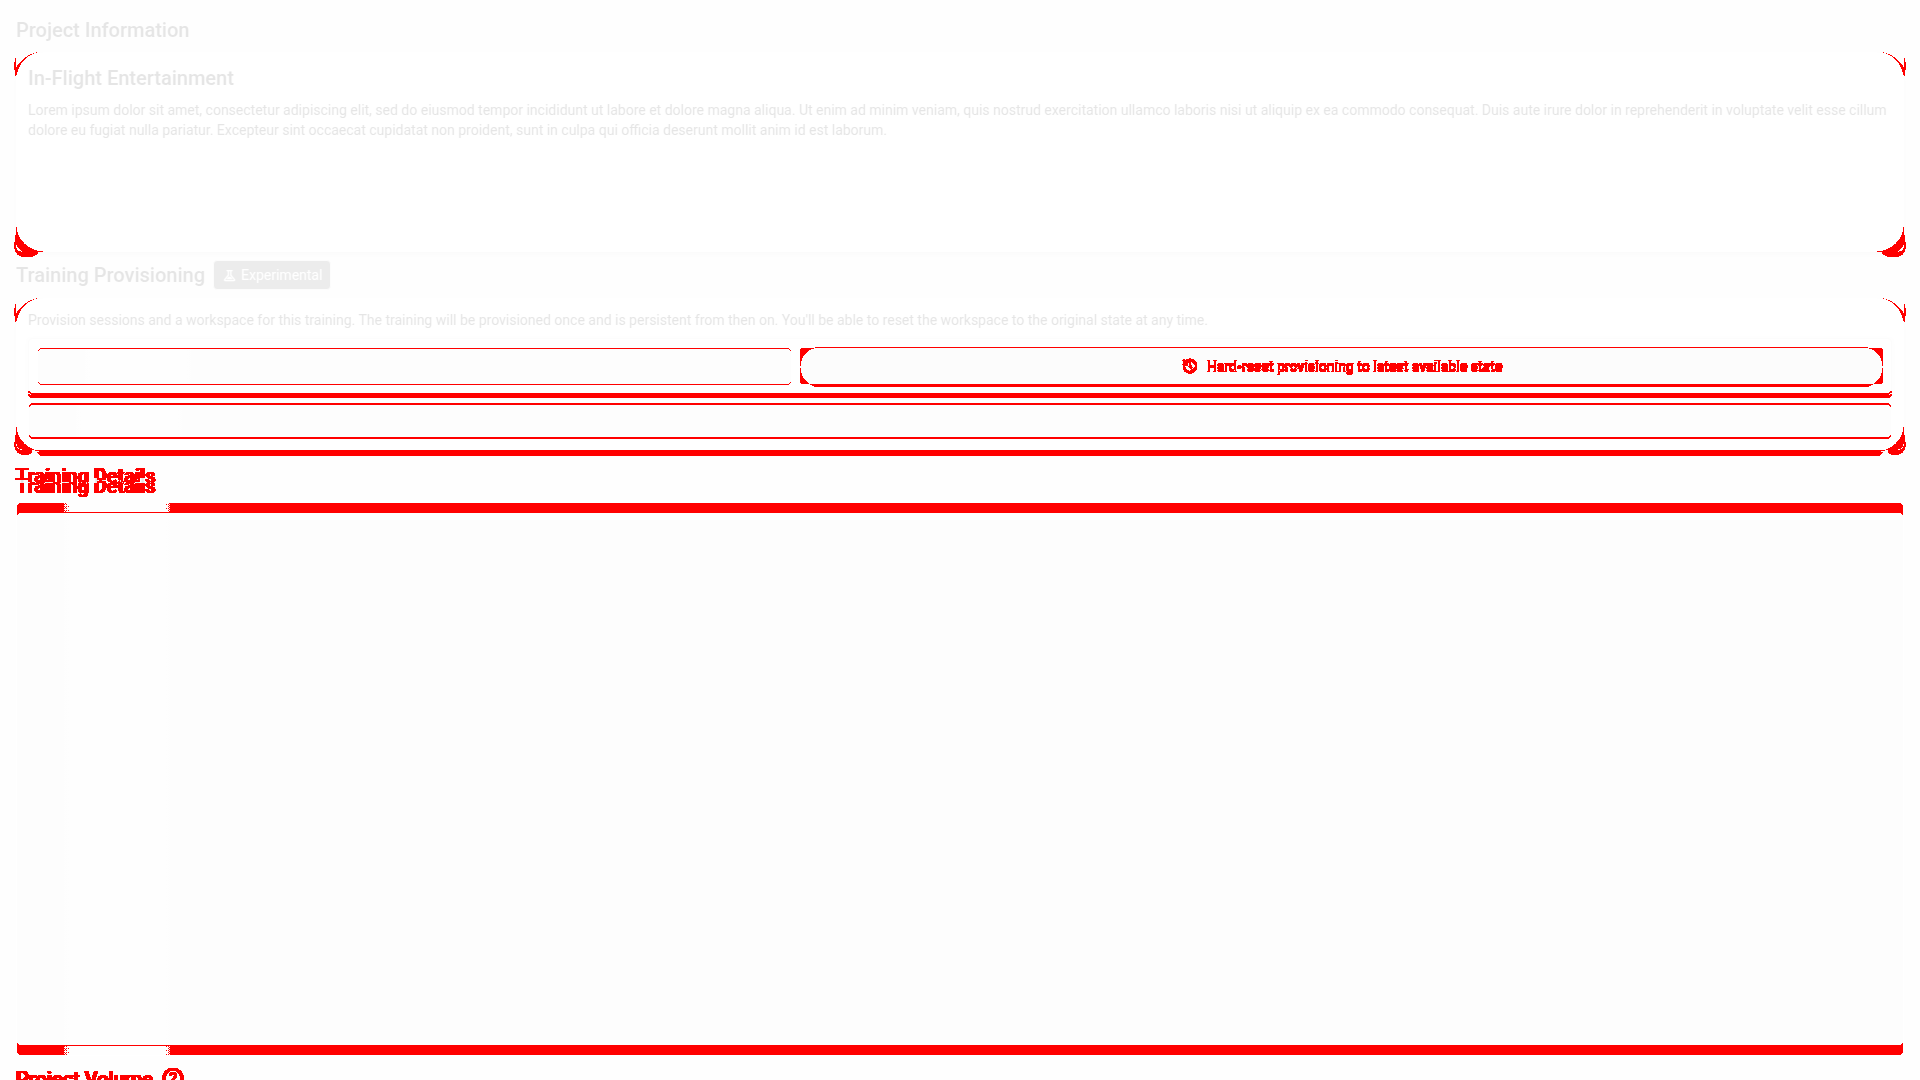 Project Information
In-Flight Entertainment
Lorem ipsum dolor sit amet, consectetur adipiscing elit, sed do eiusmod tempor incididunt ut labore et dolore magna aliqua. Ut enim ad minim veniam, quis nostrud exercitation ullamco laboris nisi ut aliquip ex ea commodo consequat. Duis aute irure dolor in reprehenderit in voluptate velit esse cillum
dolore eu fugiat nulla pariatur. Excepteur sint occaecat cupidatat non proident, sunt in culpa qui officia deserunt mollit anim id est laborum.
Training Provisioning Experimental
Provision sessions and a workspace for this training. The training will be provisioned once and is persistent from then on. You'll be able to reset the workspace to the original state at any time.
Hard-reset provisioning to latest available state
Training Details
Training Details
Project Volume